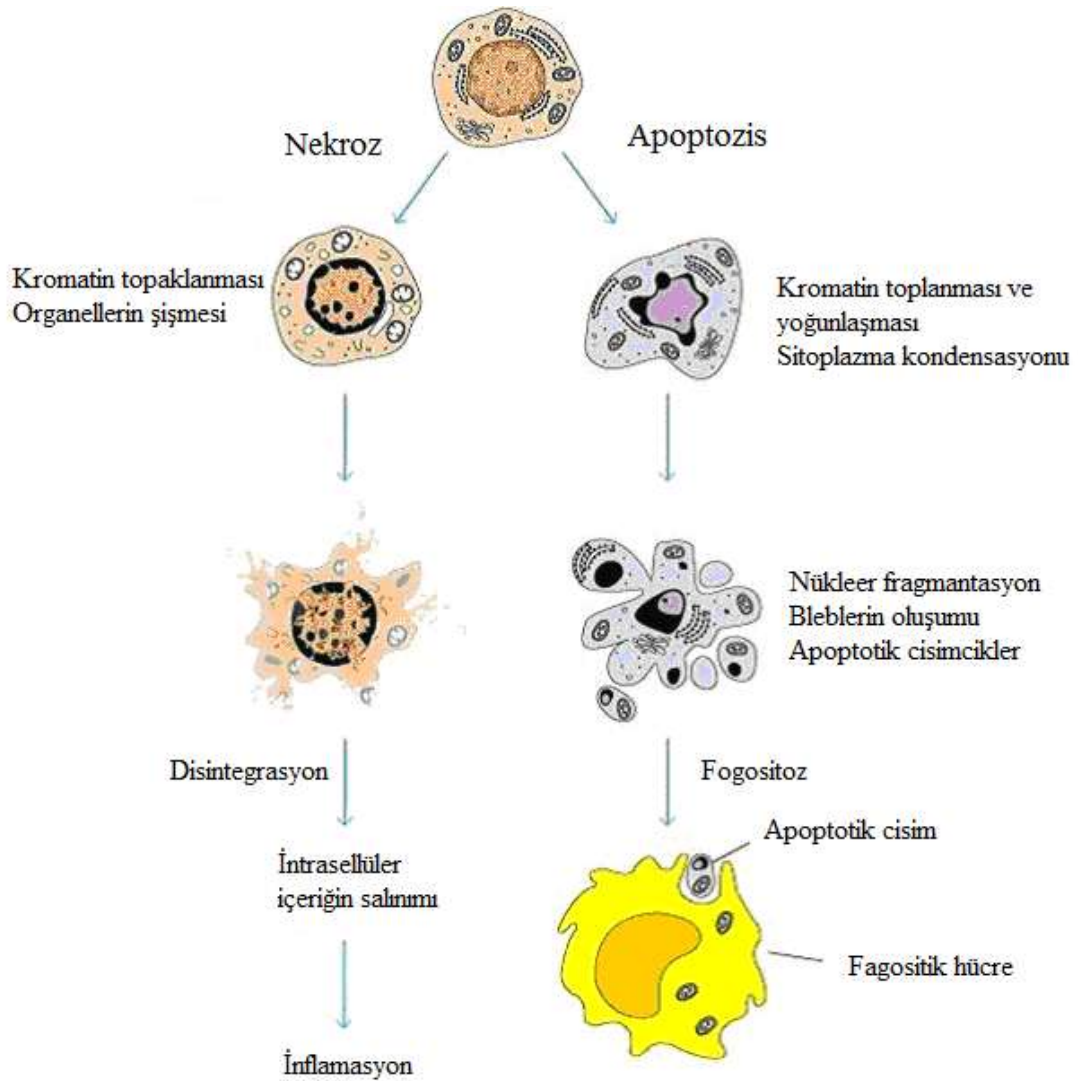 Nekroz
Apoptozis
Kromatin topaklanması
Organellerin şişmesi
Kromatin toplanması ve
yoğunlaşması
Sitoplazma kondensasyonu
Nükleer fragmantasyon
Bleblerin oluşumu
Apoptotik cisimcikler
Disintegrasyon
Fogositoz
İntrasellüler
içeriğin salınımı
Apoptotik cisim
Fagositik hücre
İnflamasyon